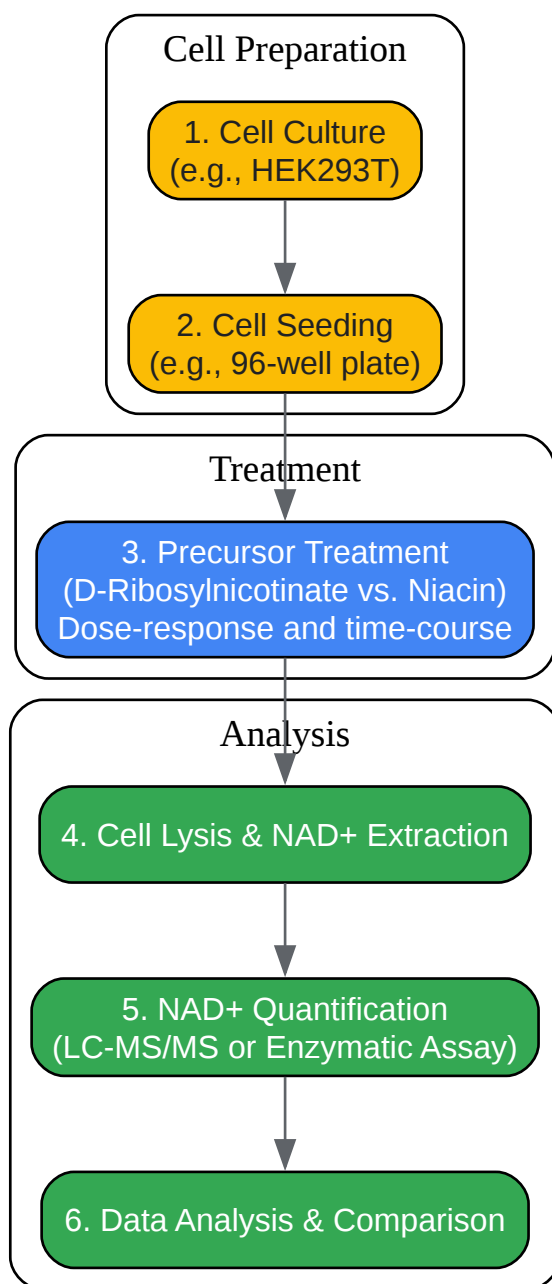 Cell Preparation
1. Cell Culture
(e.g., HEK293T)
2. Cell Seeding
(e.g., 96-well plate)
Treatment
3. Precursor Treatment
(D-Ribosylnicotinate vs. Niacin)
Dose-response and time-course
Analysis
4. Cell Lysis & NAD+ Extraction
5. NAD+ Quantification
(LC-MS/MS or Enzymatic Assay)
6. Data Analysis & Comparison